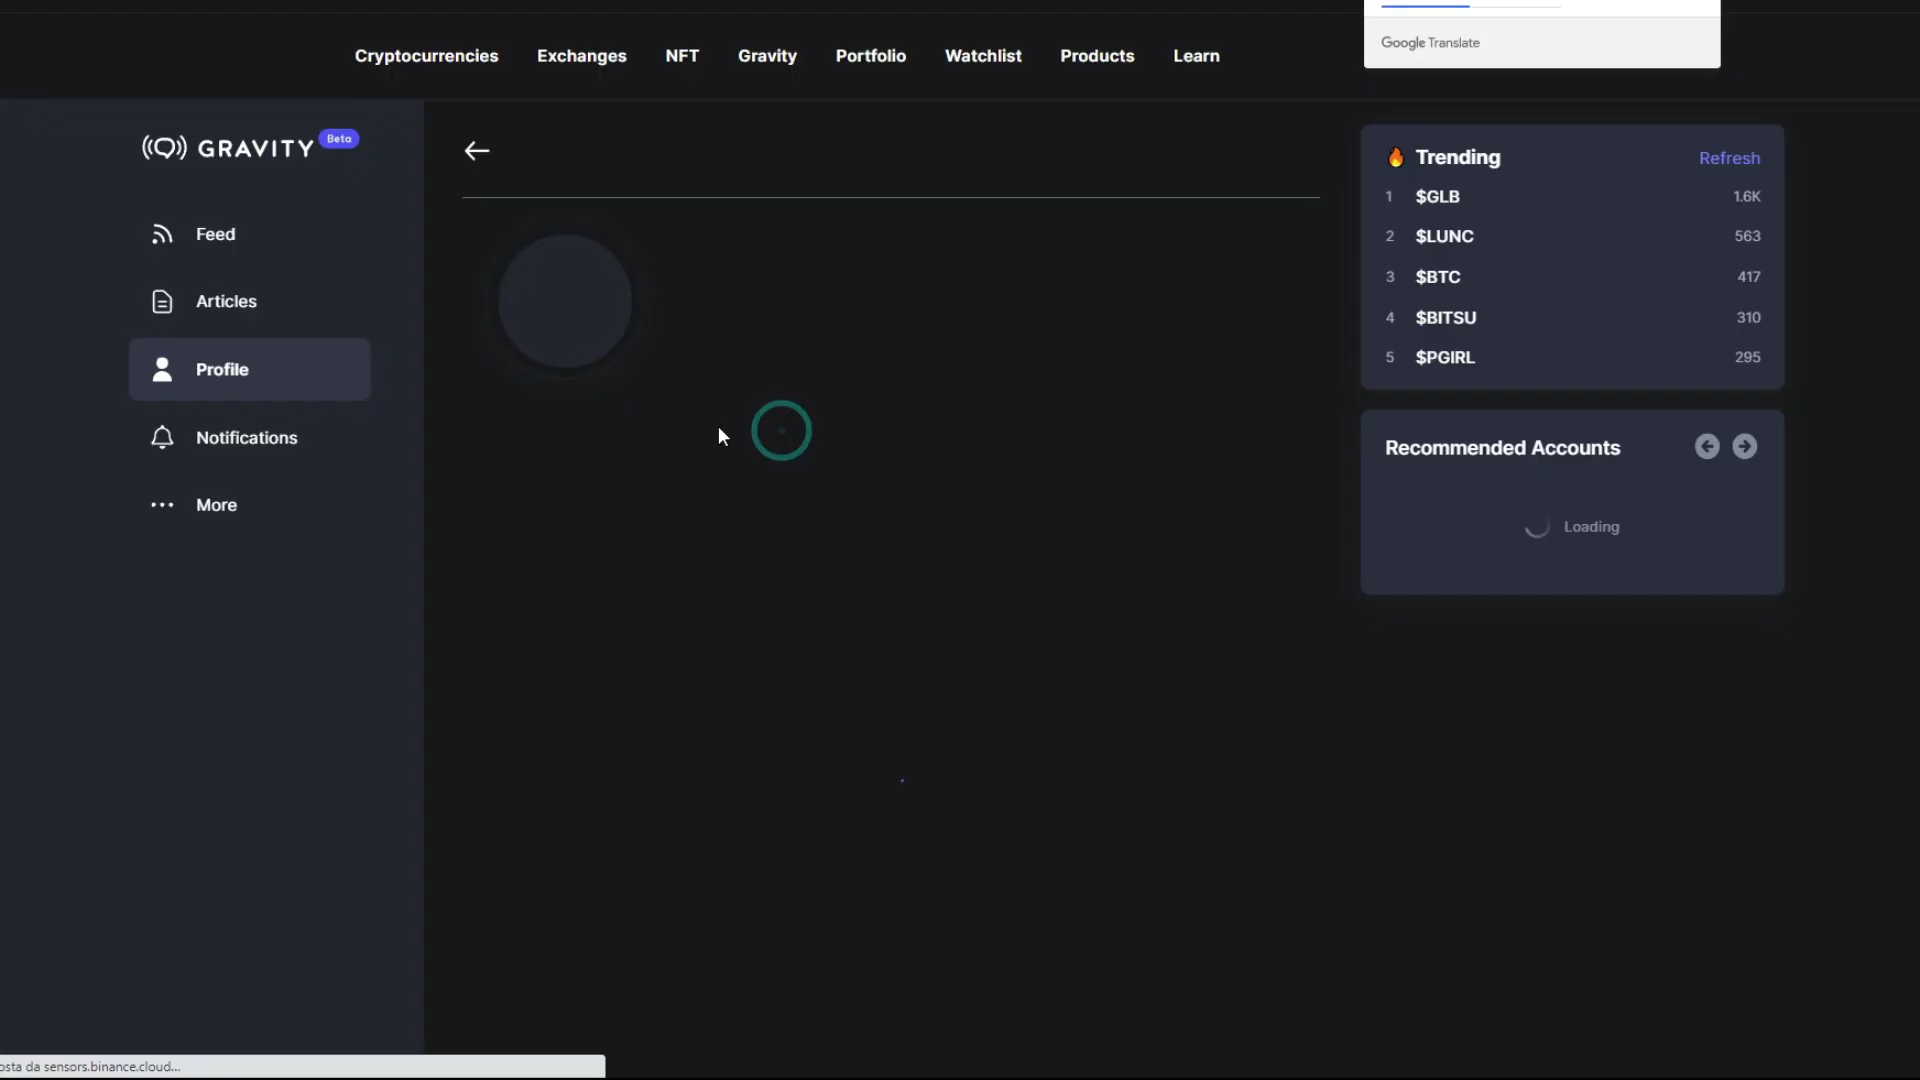 Google Translate
Cryptocurrencies Exchanges NFT Gravity Portfolio Watchlist Products Learn
GRAVITY Beta
Feed
Articles
Profile
Notifications
More
Trending Refresh
1 $GLB 1.6K
2 $LUNC 563
3 $BTC 417
4 $BITSU 310
5 $PGIRL 295
Recommended Accounts
Loading
osta da sensors.binance.cloud...